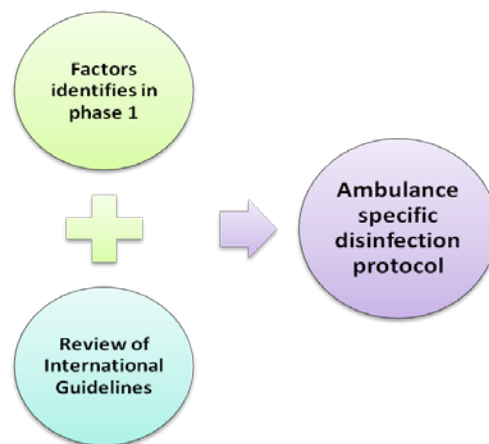 Factors
identifies in
phase 1
Ambulance
specific
disinfection
protocol
Review of
International
Guidelines